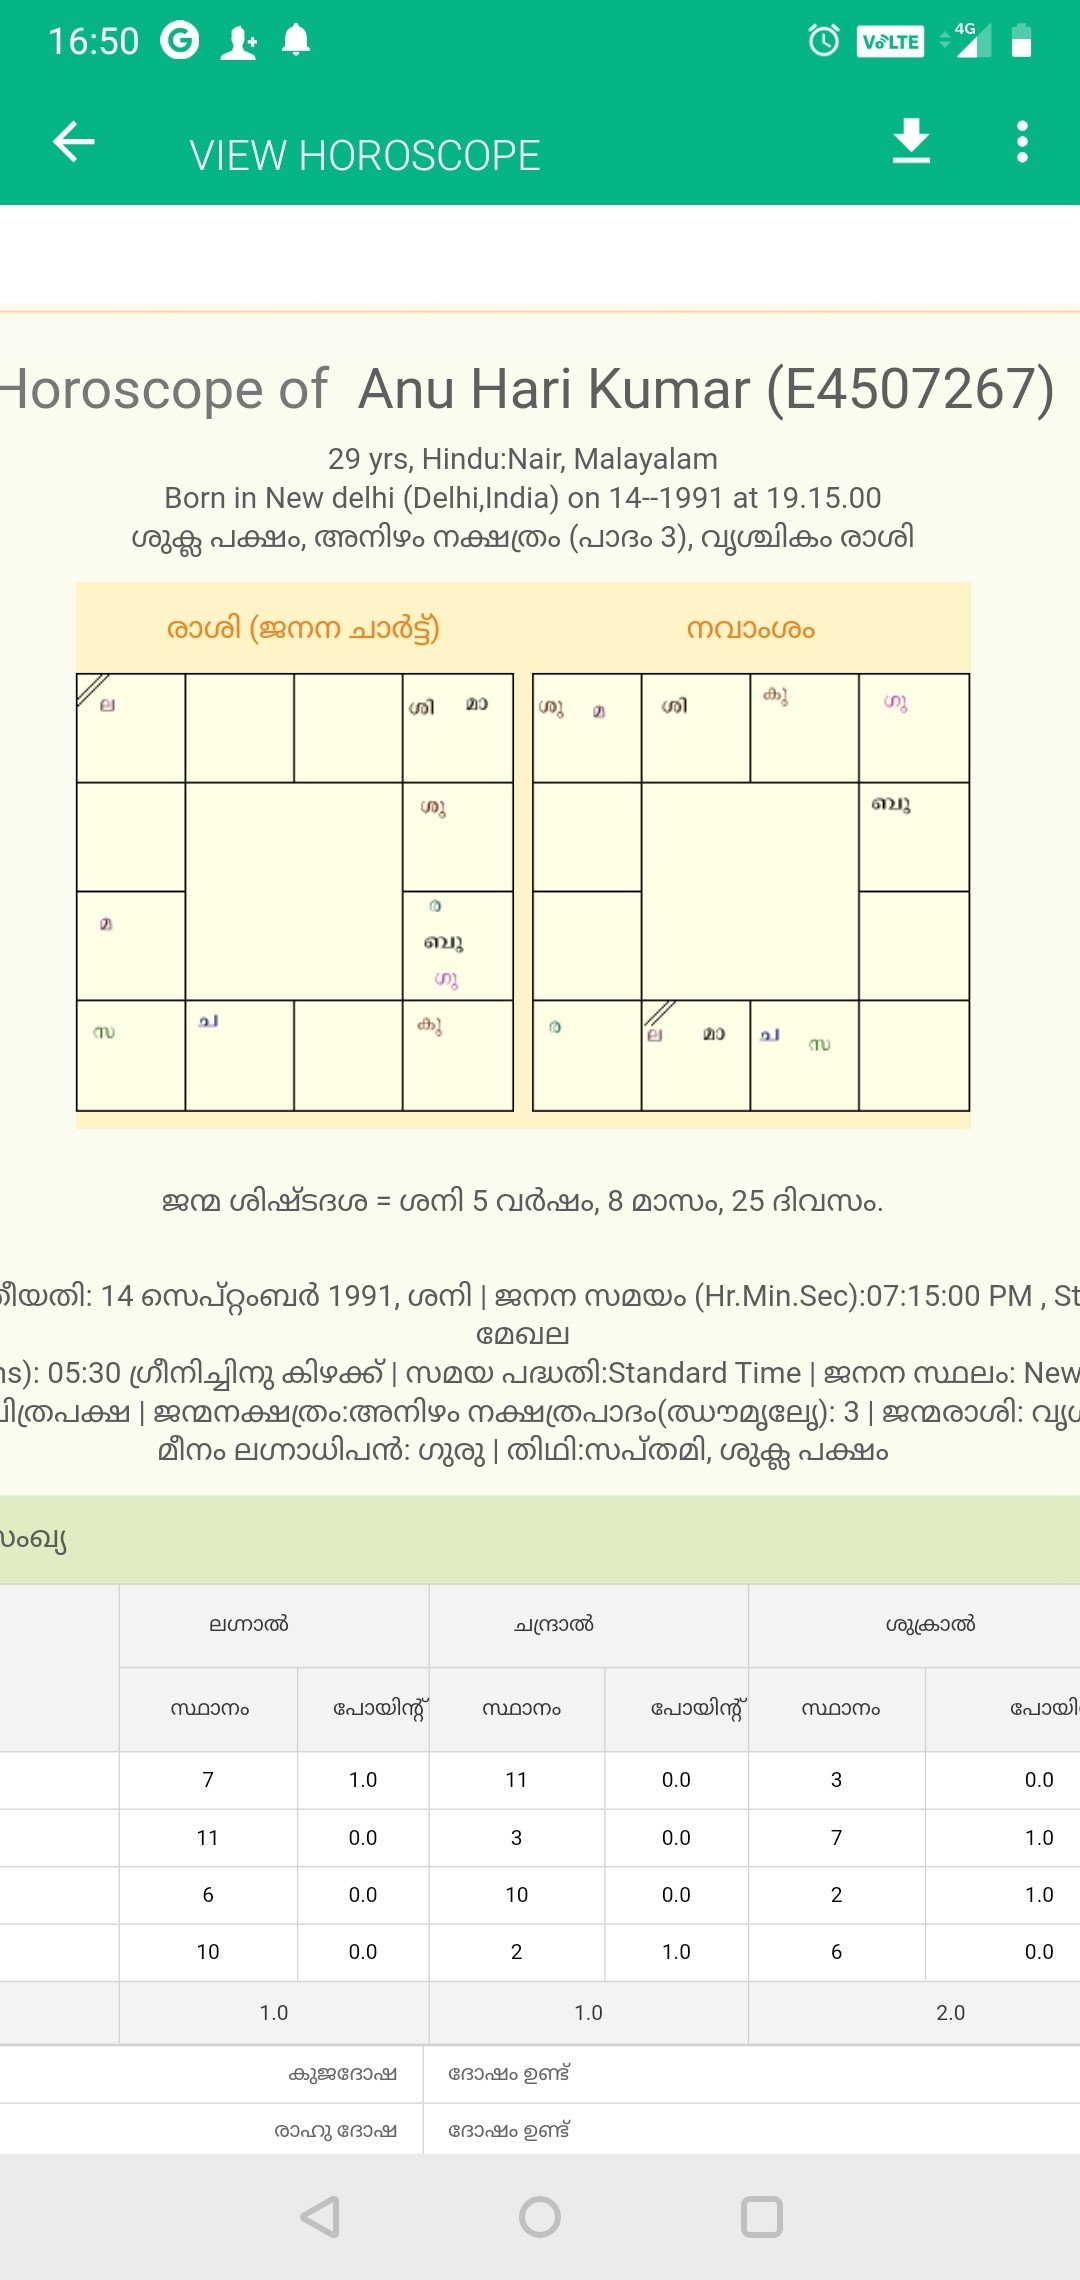 16:50
VoLTE
4G
VIEW HOROSCOPE
Horoscope of Anu Hari Kumar (E4507267)
29 yrs, Hindu:Nair, Malayalam
Born in New delhi (Delhi,India) on 14--1991 at 19.15.00
ശുക്ല പക്ഷം, അനിഴം നക്ഷത്രം (പാദം 3), വൃശ്ചികം രാശി
രാശി (ജനന ചാർട്ട്) നവാംശം
ല ശി മാ ശു മ ശി കു ഗു
ശു ബു
മ ര
ബു
ഗു
സ ച കു ര ല മാ ച സ
ജന്മ ശിഷ്ടദശ = ശനി 5 വർഷം, 8 മാസം, 25 ദിവസം.
തീയതി: 14 സെപ്റ്റംബർ 1991, ശനി | ജനന സമയം (Hr.Min.Sec):07:15:00 PM , St
മേഖല
ns): 05:30 ഗ്രീനിച്ചിനു കിഴക്ക് | സമയ പദ്ധതി:Standard Time | ജനന സ്ഥലം: New
ചിത്രപക്ഷ | ജന്മനക്ഷത്രം:അനിഴം നക്ഷത്രപാദം(ഝൗമൃലേൃ): 3 | ജന്മരാശി: വൃശ
മീനം ലഗ്നാധിപൻ: ഗുരു | തിഥി:സപ്തമി, ശുക്ല പക്ഷം
സംഖ്യ
ലഗ്നാൽ ചന്ദ്രാൽ ശുക്രാൽ
സ്ഥാനം പോയിന്റ് സ്ഥാനം പോയിന്റ് സ്ഥാനം പോയി
7 1.0 11 0.0 3 0.0
11 0.0 3 0.0 7 1.0
6 0.0 10 0.0 2 1.0
10 0.0 2 1.0 6 0.0
1.0 1.0 2.0
കുജദോഷ ദോഷം ഉണ്ട്
രാഹു ദോഷ ദോഷം ഉണ്ട്